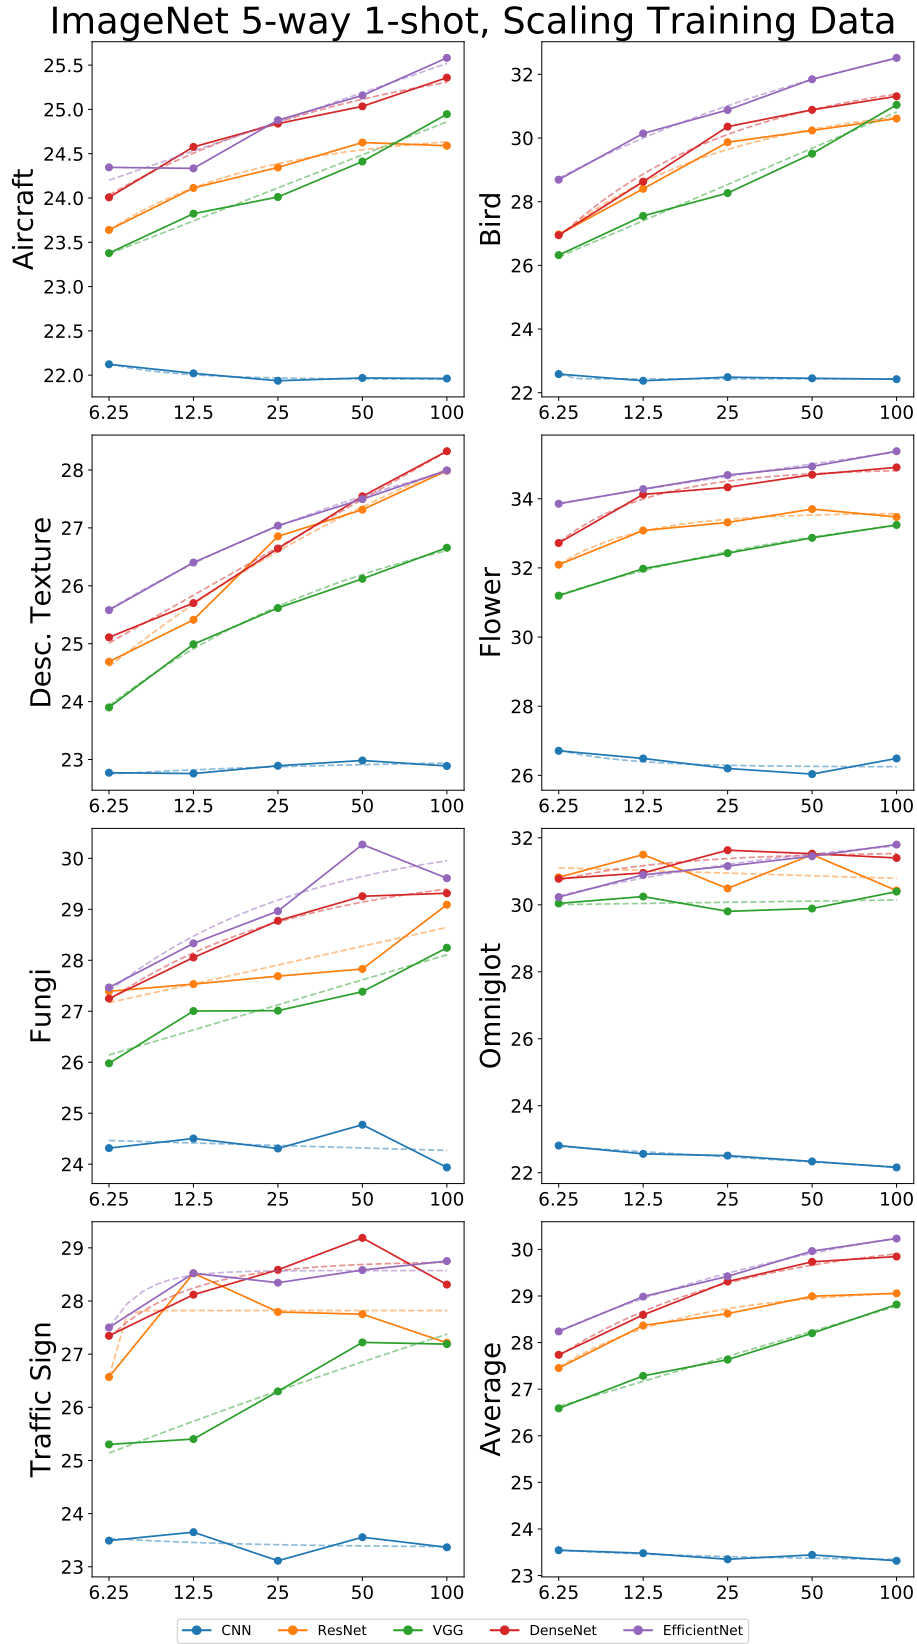 ImageNet 5-way 1-shot, Scaling Training Data
Aircraft
25.5
25.0
24.5
24.0
23.5
23.0
22.5
22.0
6.25 12.5 25 50 100
Bird
32
30
28
26
24
22
6.25 12.5 25 50 100
Desc. Texture
28
27
26
25
24
23
6.25 12.5 25 50 100
Flower
34
32
30
28
26
6.25 12.5 25 50 100
Fungi
30
29
28
27
26
25
24
6.25 12.5 25 50 100
Omniglot
32
30
28
26
24
22
6.25 12.5 25 50 100
Traffic Sign
29
28
27
26
25
24
23
6.25 12.5 25 50 100
Average
30
29
28
27
26
25
24
23
6.25 12.5 25 50 100
CNN ResNet VGG DenseNet EfficientNet